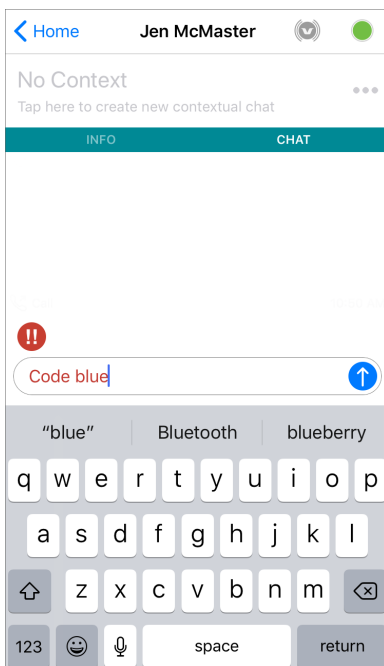 Home Jen McMaster
No Context
Tap here to create new contextual chat
INFO CHAT
!!
Code blue
“blue” Bluetooth blueberry
q w e r t y u i o p
a s d f g h j k l
z x c v b n m
123 space return